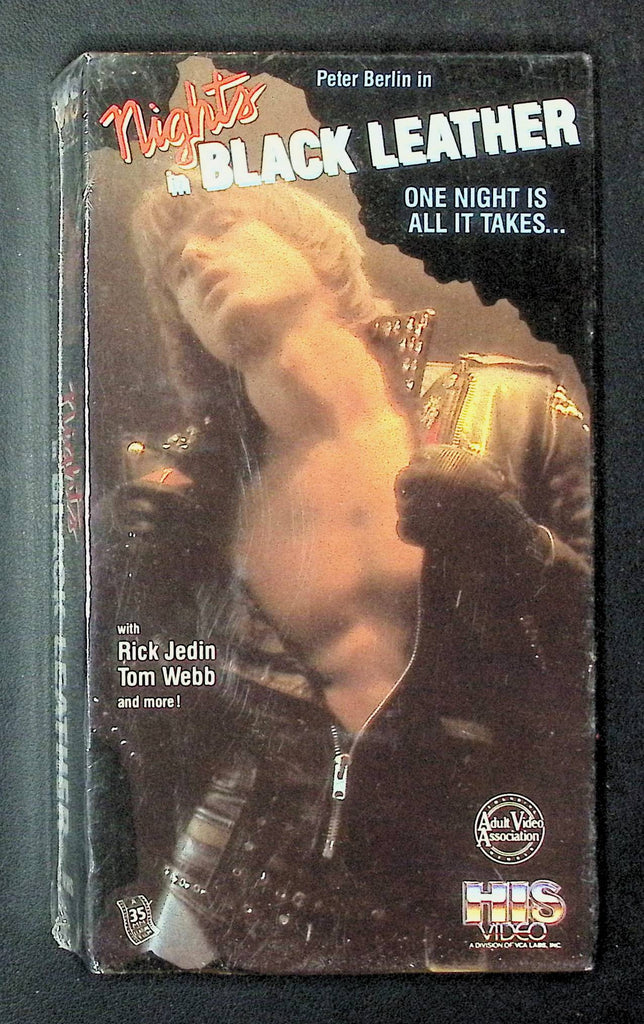 Peter Berlin in
Nights
in BLACK LEATHER
ONE NIGHT IS
ALL IT TAKES...
with
Rick Jedin
Tom Webb
and more!
Adult Video
Association
HIS
VIDEO
A DIVISION OF VCA LABS, INC.
A
35
Nights
BLACK LEATHER